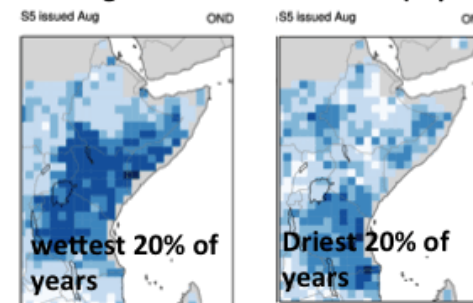 S5 issued Aug OND
S5 issued Aug
wettest 20% of
years
Driest 20% of
years